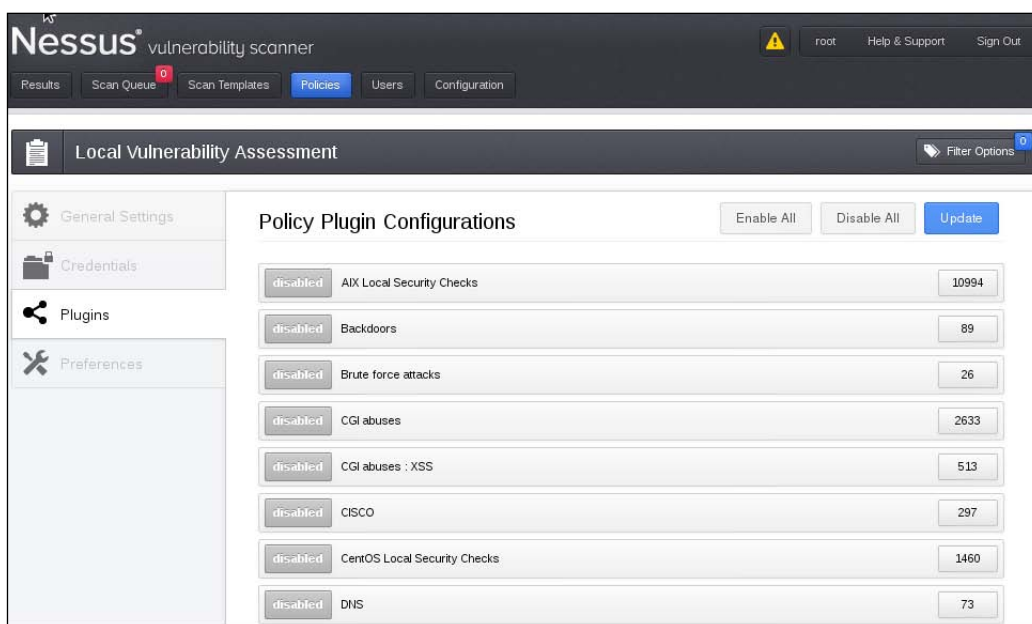 Nessus® vulnerability scanner
root Help & Support Sign Out
Results Scan Queue 0 Scan Templates Policies Users Configuration
Local Vulnerability Assessment
Filter Options 0
General Settings
Credentials
Plugins
Preferences
Policy Plugin Configurations
Enable All Disable All Update
disabled AIX Local Security Checks 10994
disabled Backdoors 89
disabled Brute force attacks 26
disabled CGI abuses 2633
disabled CGI abuses : XSS 513
disabled CISCO 297
disabled CentOS Local Security Checks 1460
disabled DNS 73